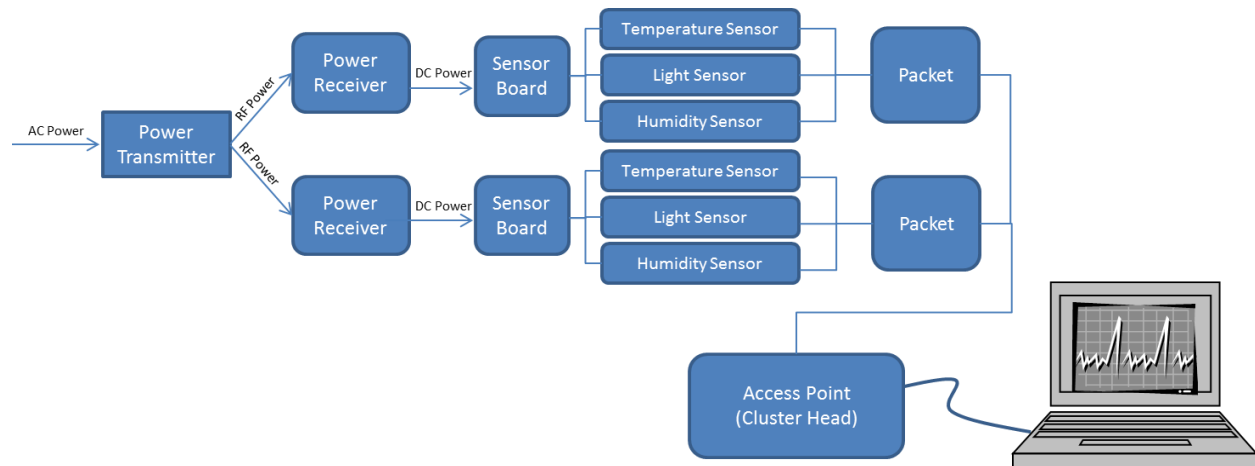 AC Power
Power
Transmitter
RF Power
RF Power
Power
Receiver
DC Power
Sensor
Board
Temperature Sensor
Light Sensor
Humidity Sensor
Packet
Power
Receiver
DC Power
Sensor
Board
Temperature Sensor
Light Sensor
Humidity Sensor
Packet
Access Point
(Cluster Head)